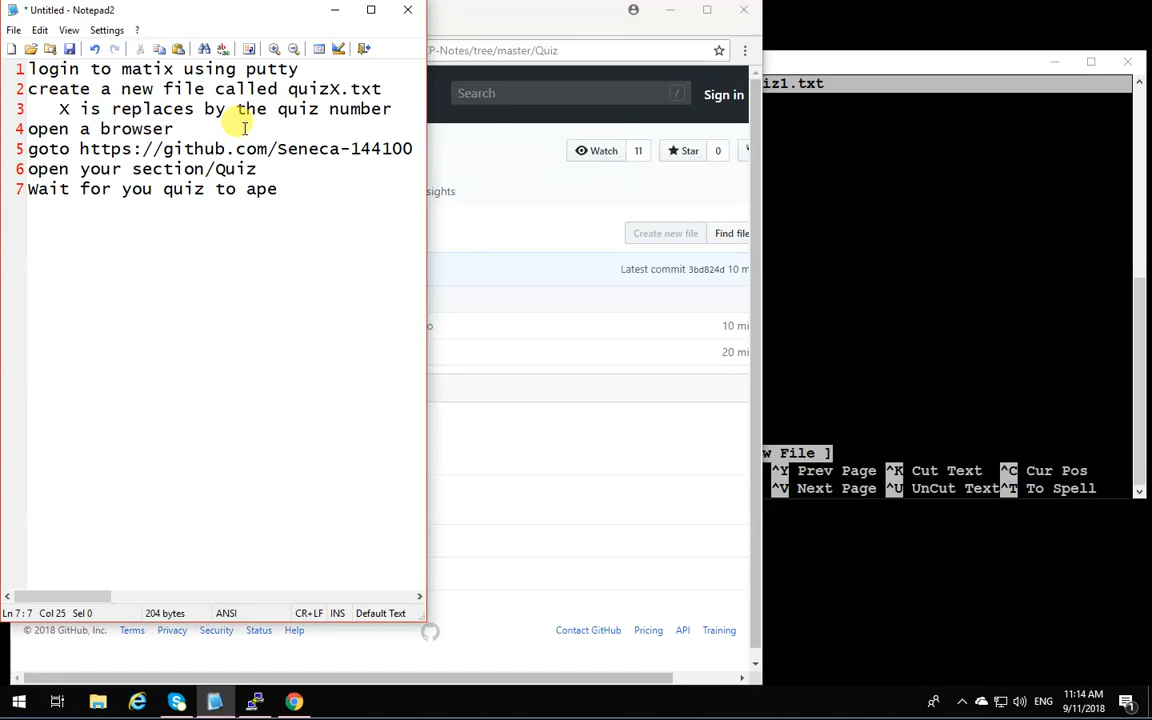 * Untitled - Notepad2
File Edit View Settings ?
1 login to matix using putty
2 create a new file called quizX.txt
3 X is replaces by the quiz number
4 open a browser
5 goto https://github.com/Seneca-144100
6 open your section/Quiz
7 Wait for you quiz to ape
Ln 7 : 7 Col 25 Sel 0 204 bytes ANSI CR+LF INS Default Text
P-Notes/tree/master/Quiz
Search /
Sign in
Watch 11 Star 0
sights
Create new file Find file
Latest commit 3bd824d 10 m
o 10 mi
20 mi
© 2018 GitHub, Inc. Terms Privacy Security Status Help
Contact GitHub Pricing API Training
iz1.txt
w File ]
^Y Prev Page ^K Cut Text ^C Cur Pos
^V Next Page ^U UnCut Text ^T To Spell
ENG
11:14 AM
9/11/2018
1